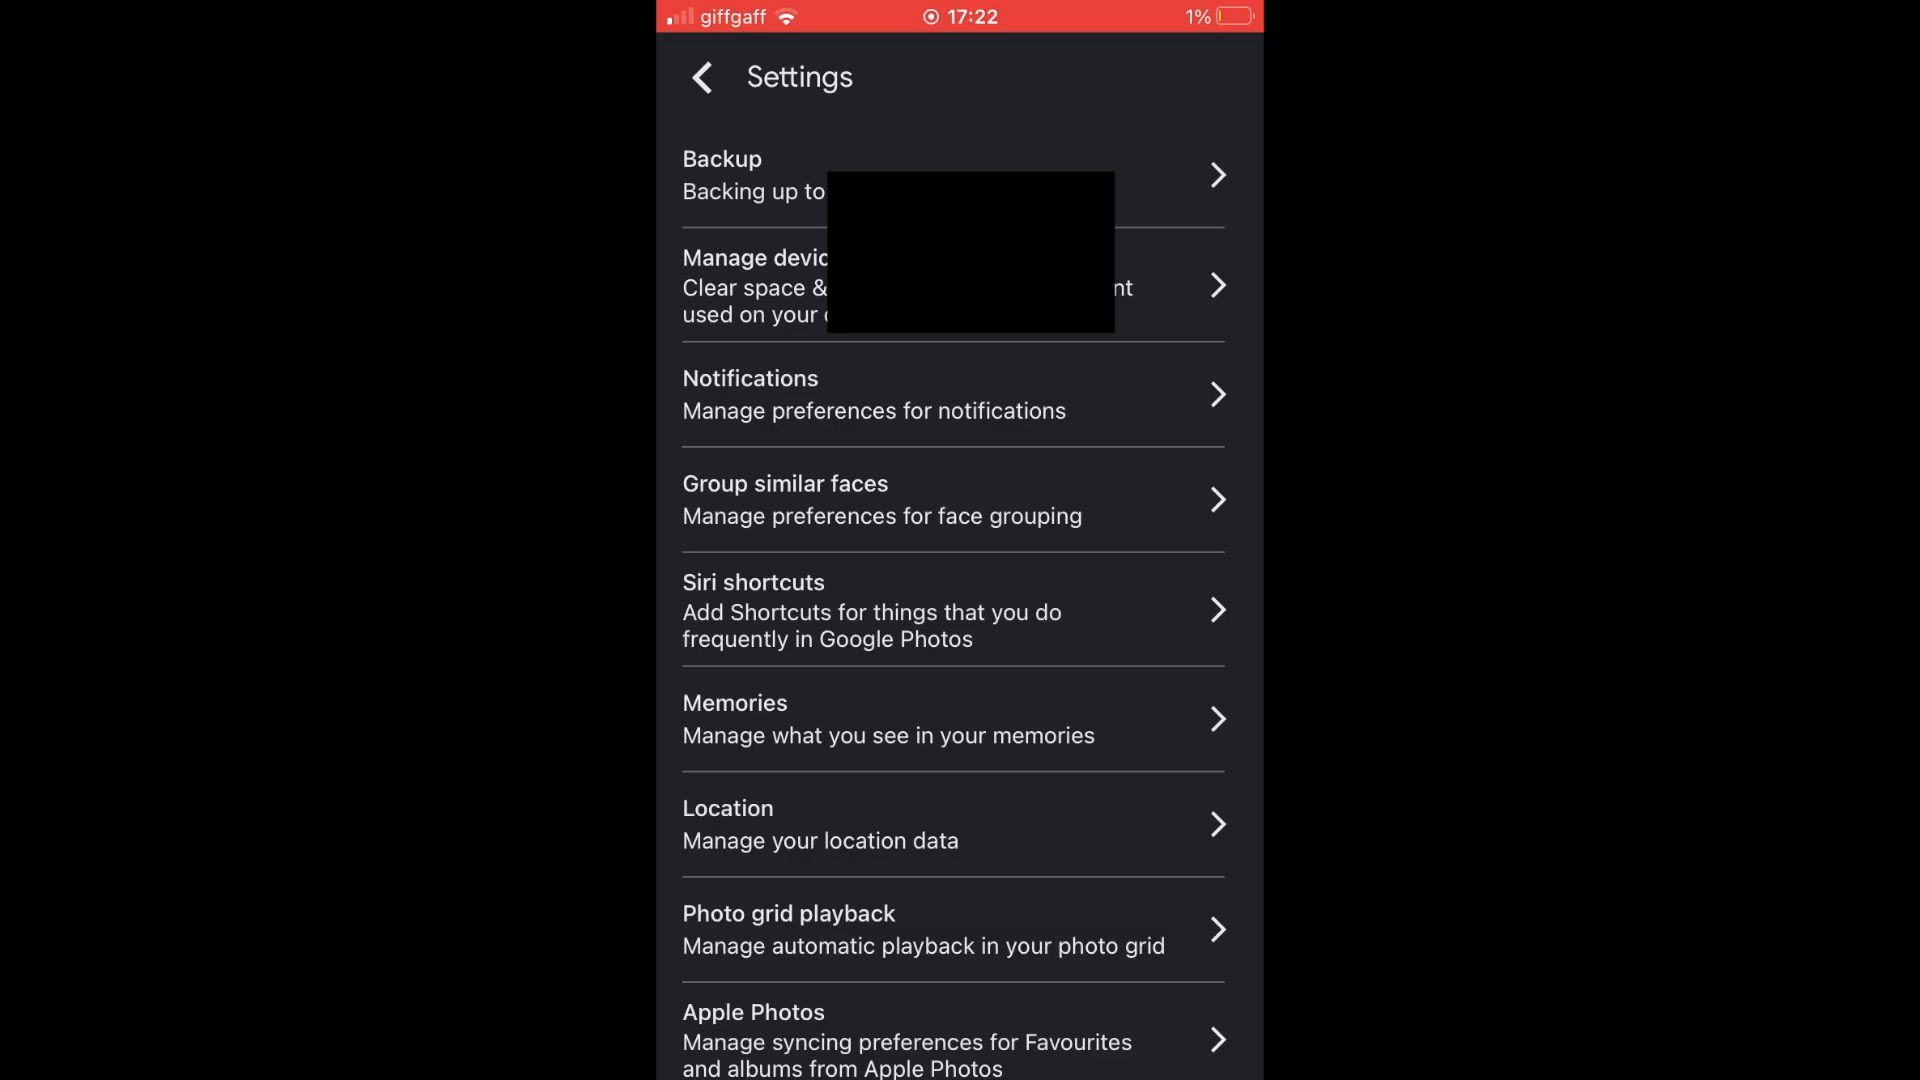 giffgaff 17:22 1%
Settings
Backup
Backing up to
Manage
Clear space & nt
used on your
Notifications
Manage preferences for notifications
Group similar faces
Manage preferences for face grouping
Siri shortcuts
Add Shortcuts for things that you do
frequently in Google Photos
Memories
Manage what you see in your memories
Location
Manage your location data
Photo grid playback
Manage automatic playback in your photo grid
Apple Photos
Manage syncing preferences for Favourites
and albums from Apple Photos